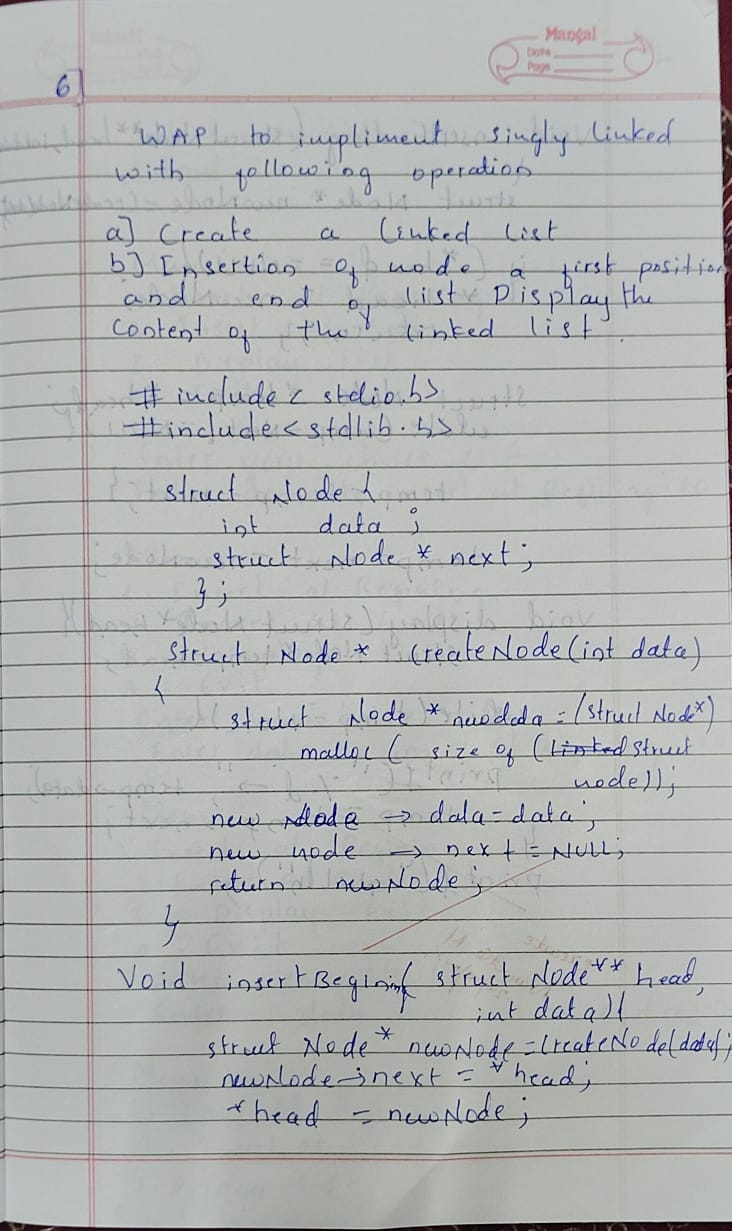 Mangal
Date
Page
6]
WAP to impliment singly linked
with following operation
a] Create a linked list
b] Insertion of node a first position
and end of list Display the
Content of the linked list.
# include < stdio.h>
#include<stdlib.h>
struct Node {
int data ;
struct Node * next;
};
struct Node * CreateNode(int data)
{
struct Node * = (struct Node*)
malloc ( size of ( Linked struct
node));
new Node → data = data;
new node → next = NULL;
return newNode;
}
Void insertBegining( struct Node** head,
int data){
struct Node* newNode = CreateNode(data);
newNode→next = *head;
*head = newNode;